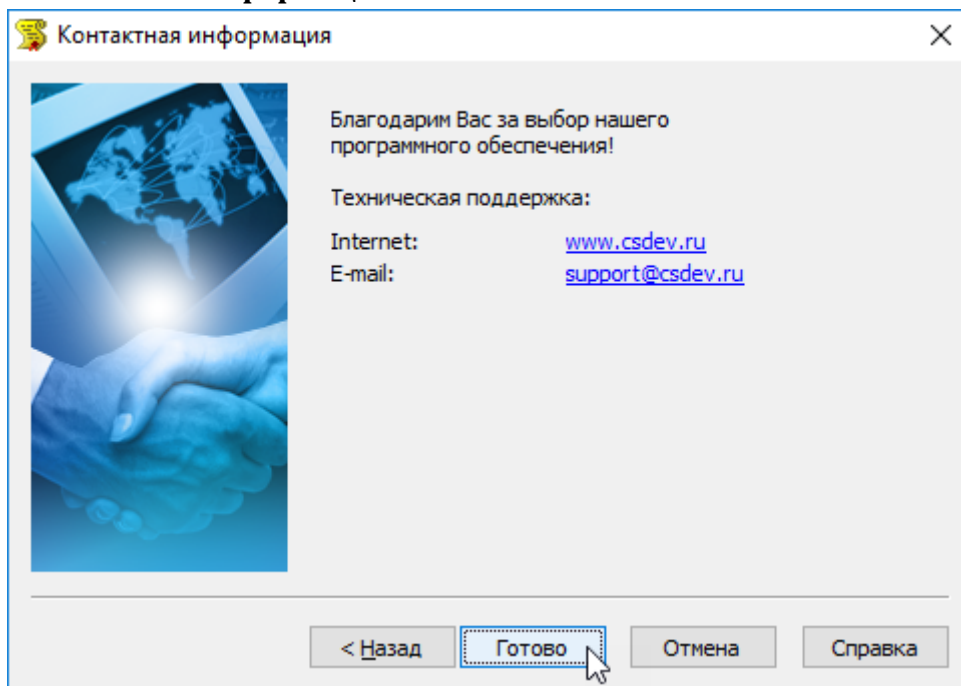 Контактная информация
Благодарим Вас за выбор нашего
программного обеспечения!
Техническая поддержка:
Internet: www.csdev.ru
E-mail: support@csdev.ru
< Назад Готово Отмена Справка